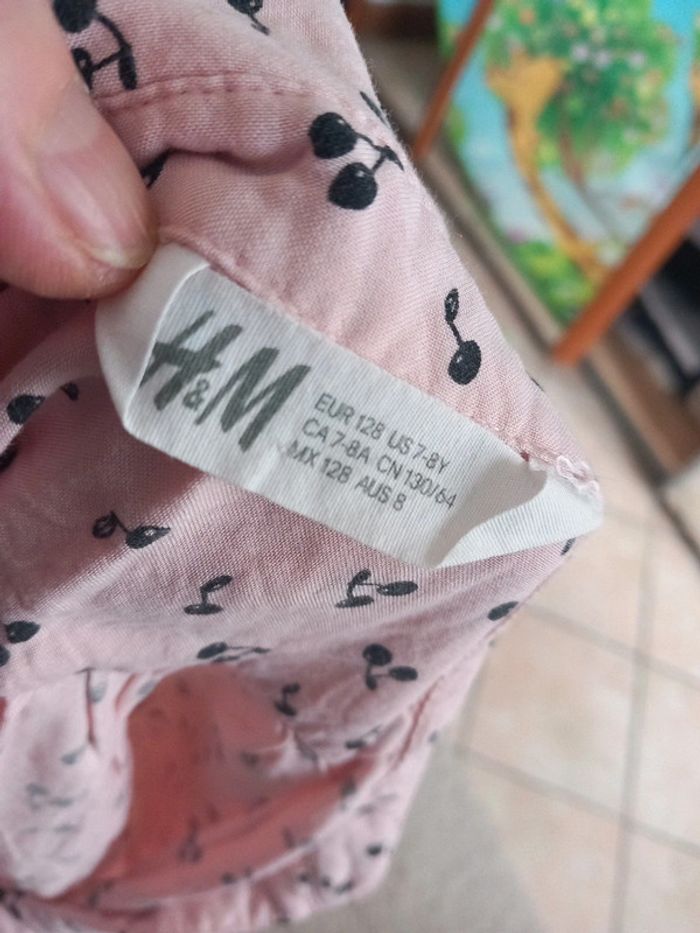 H&M
EUR 128 US 7-8Y
CA 7-8A CN 130/64
MX 128 AUS 8